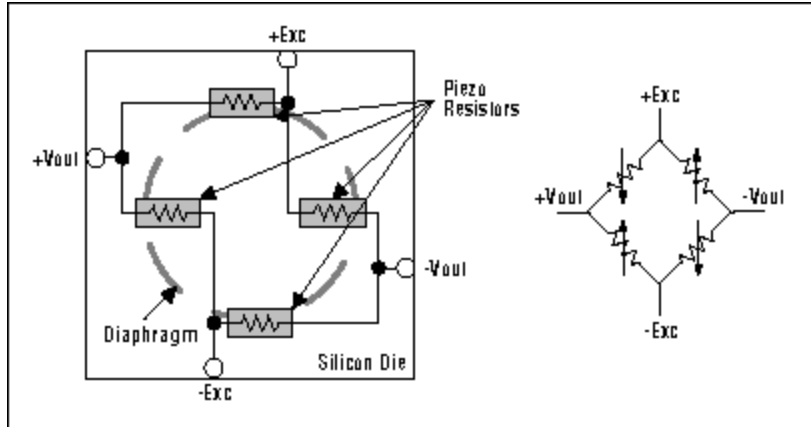 +Exc
Piezo
Resistors
+Vout
-Vout
Diaphragm
Silicon Die
-Exc
+Exc
+Vout
-Vout
-Exc